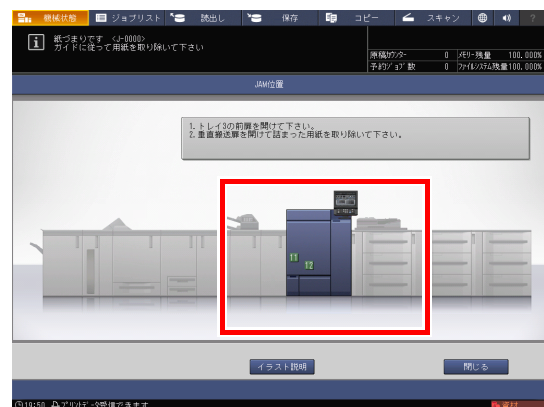 機械状態 ジョブリスト 読出し 保存 コピー スキャン ?
紙づまりです <J-0000>
ガイドに従って用紙を取り除いて下さい
原稿カウンター 0 メモリー残量 100.000%
予約ジョブ数 0 ファイルシステム残量 100.000%
JAM位置
1. トレイ3の前扉を開けて下さい。
2. 垂直搬送扉を開けて詰まった用紙を取り除いて下さい。
11
12
イラスト説明 閉じる
19:50 プリントデータ受信できます